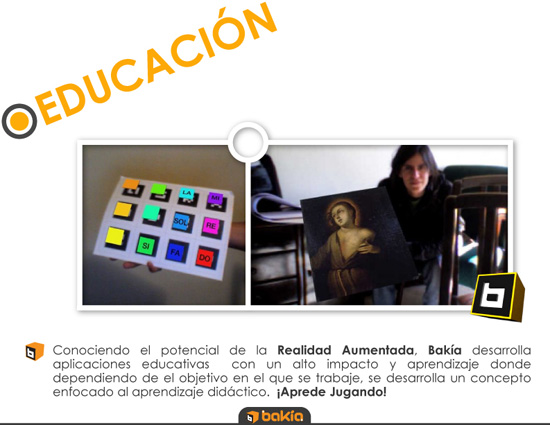 EDUCACIÓN
LA MI
SOL RE
SI FA DO
Conociendo el potencial de la Realidad Aumentada, Bakía desarrolla
aplicaciones educativas con un alto impacto y aprendizaje donde
dependiendo de el objetivo en el que se trabaje, se desarrolla un concepto
enfocado al aprendizaje didáctico. ¡Aprede Jugando!
bakía